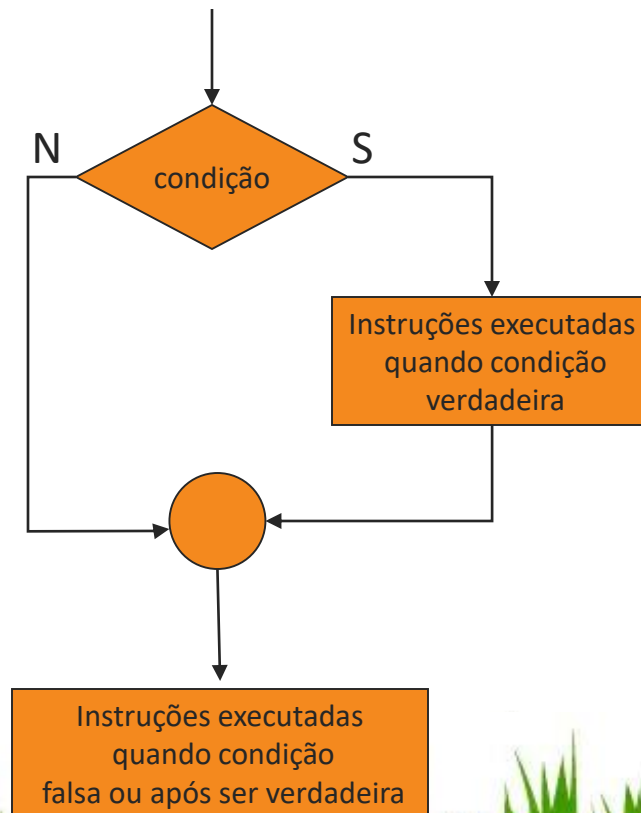 N
S
condição
Instruções executadas
quando condição
verdadeira
Instruções executadas
quando condição
falsa ou após ser verdadeira